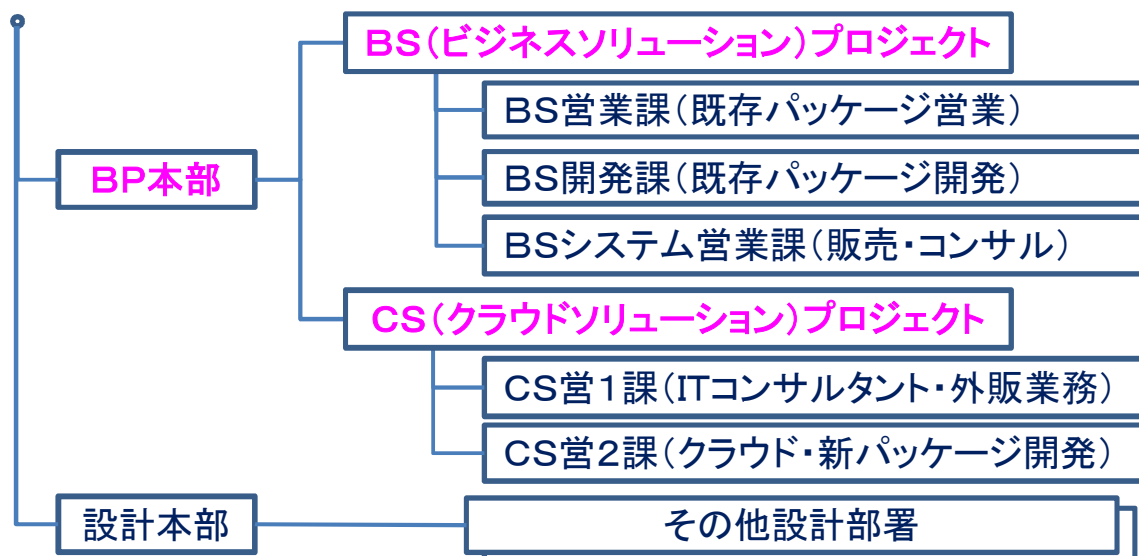 BS(ビジネスソリューション)プロジェクト
BS営業課(既存パッケージ営業)
BP本部
BS開発課(既存パッケージ開発)
BSシステム営業課(販売・コンサル)
CS(クラウドソリューション)プロジェクト
CS営1課(ITコンサルタント・外販業務)
CS営2課(クラウド・新パッケージ開発)
設計本部
その他設計部署